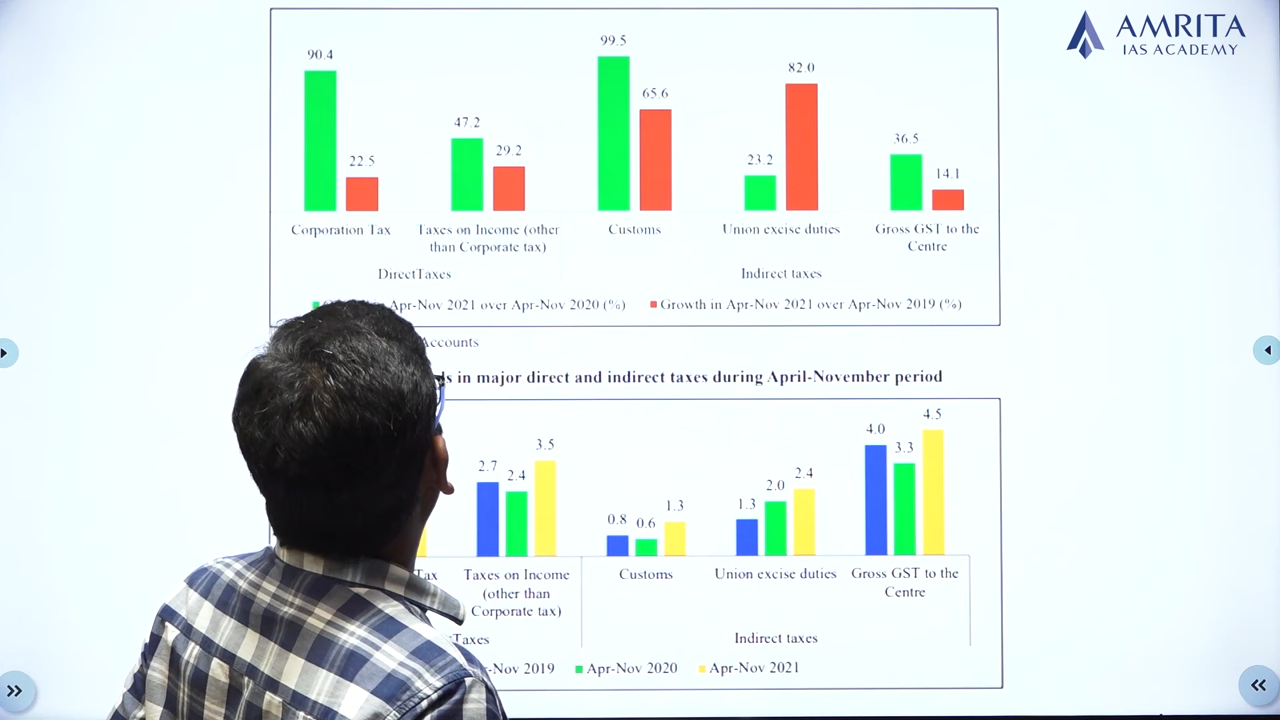 AMRITA
IAS ACADEMY
90.4
22.5
47.2
29.2
99.5
65.6
23.2
82.0
36.5
14.1
Corporation Tax
Taxes on Income (other
than Corporate tax)
Customs
Union excise duties
Gross GST to the
Centre
DirectTaxes
Indirect taxes
Apr-Nov 2021 over Apr-Nov 2020 (%)
Growth in Apr-Nov 2021 over Apr-Nov 2019 (%)
Accounts
in major direct and indirect taxes during April-November period
2.7
2.4
3.5
0.8
0.6
1.3
1.3
2.0
2.4
4.0
3.3
4.5
Tax
Taxes on Income
(other than
Corporate tax)
Customs
Union excise duties
Gross GST to the
Centre
Taxes
Indirect taxes
-Nov 2019
Apr-Nov 2020
Apr-Nov 2021